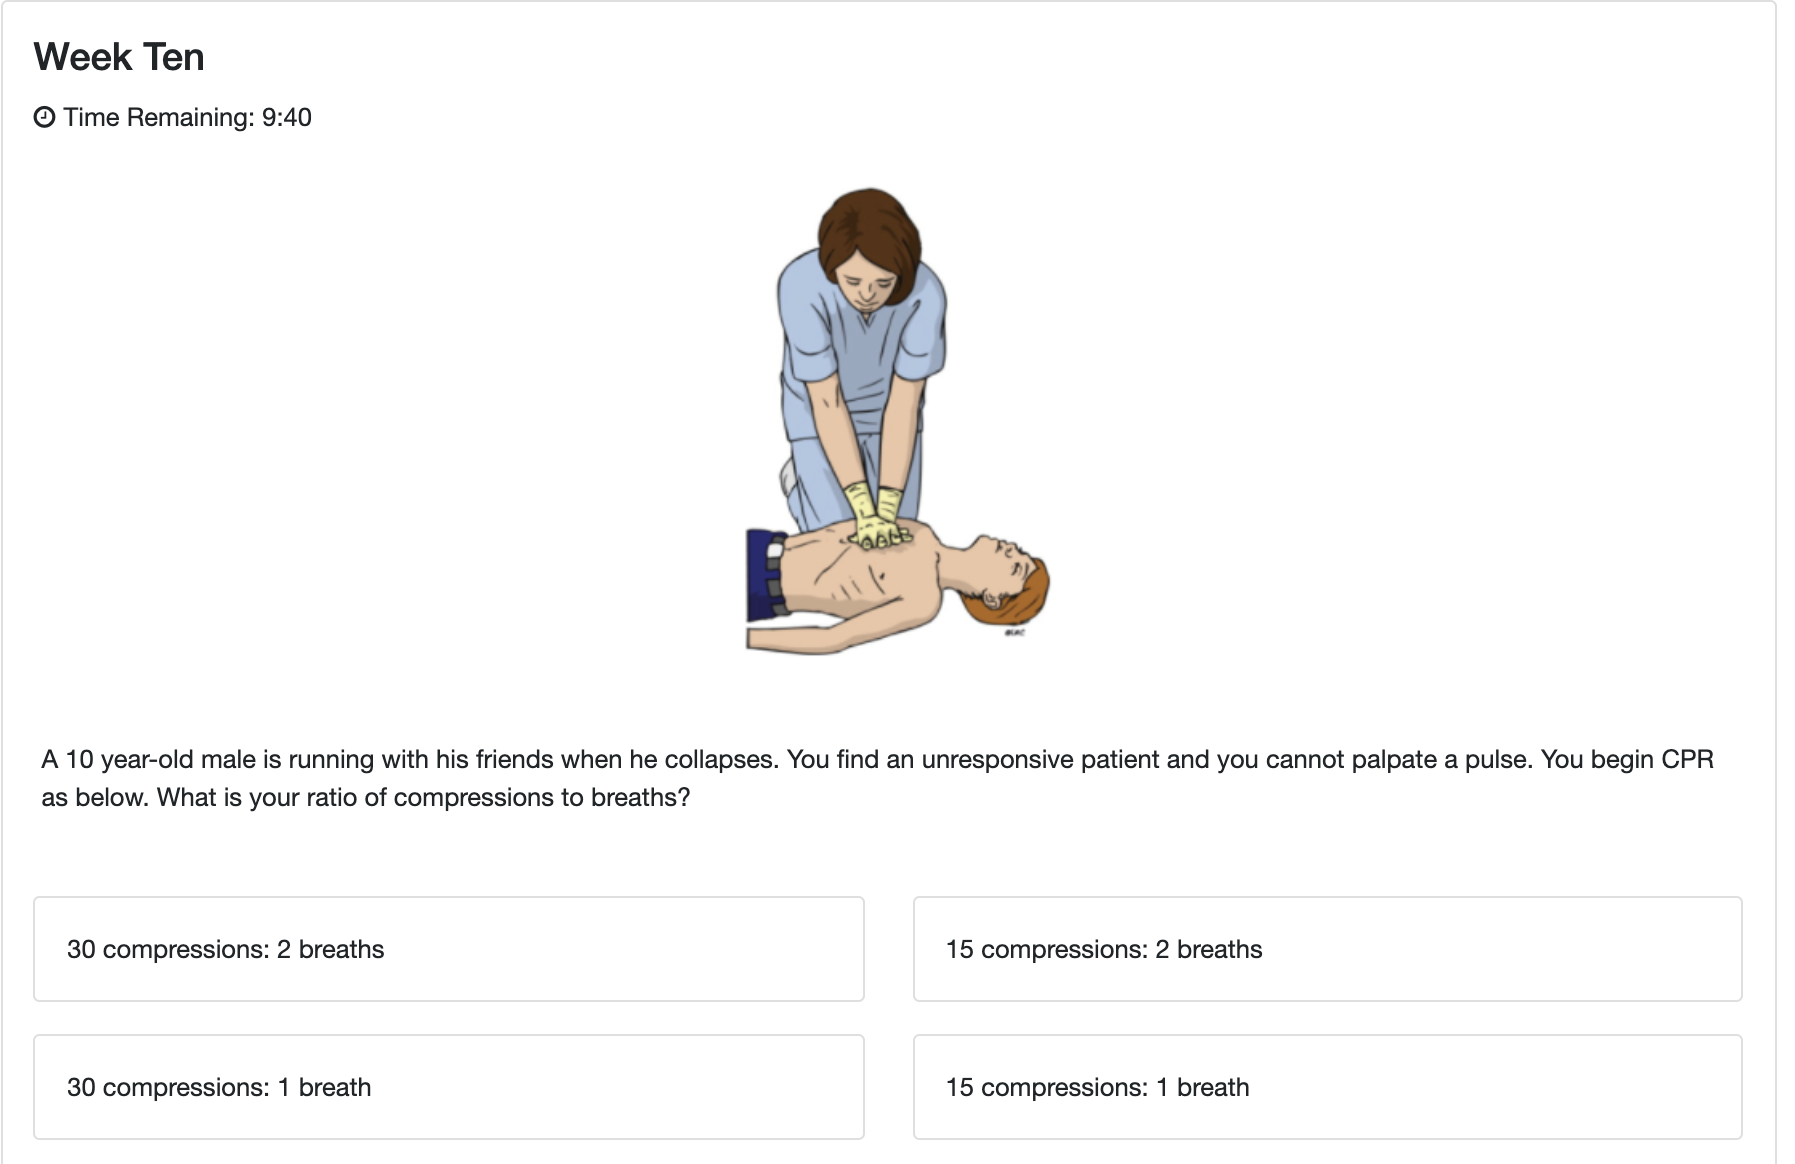 Week Ten
Time Remaining: 9:40
A 10 year-old male is running with his friends when he collapses. You find an unresponsive patient and you cannot palpate a pulse. You begin CPR
as below. What is your ratio of compressions to breaths?
30 compressions: 2 breaths
15 compressions: 2 breaths
30 compressions: 1 breath
15 compressions: 1 breath